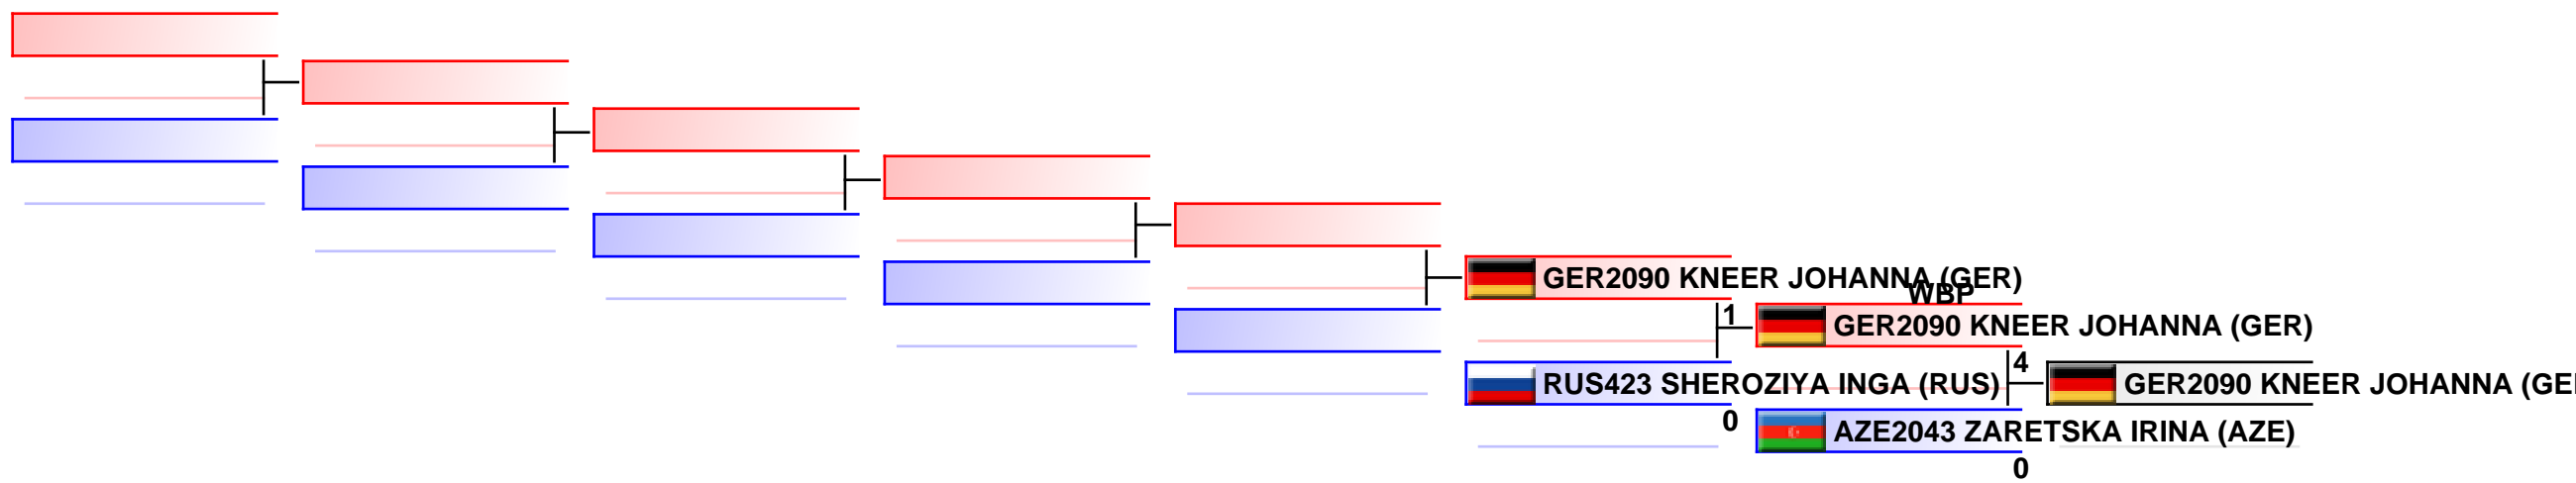 GER2090 KNEER JOHANNA (GER)
WBP
1
GER2090 KNEER JOHANNA (GER)
RUS423 SHEROZIYA INGA (RUS)
4
GER2090 KNEER JOHANNA (GE
0
AZE2043 ZARETSKA IRINA (AZE)
0